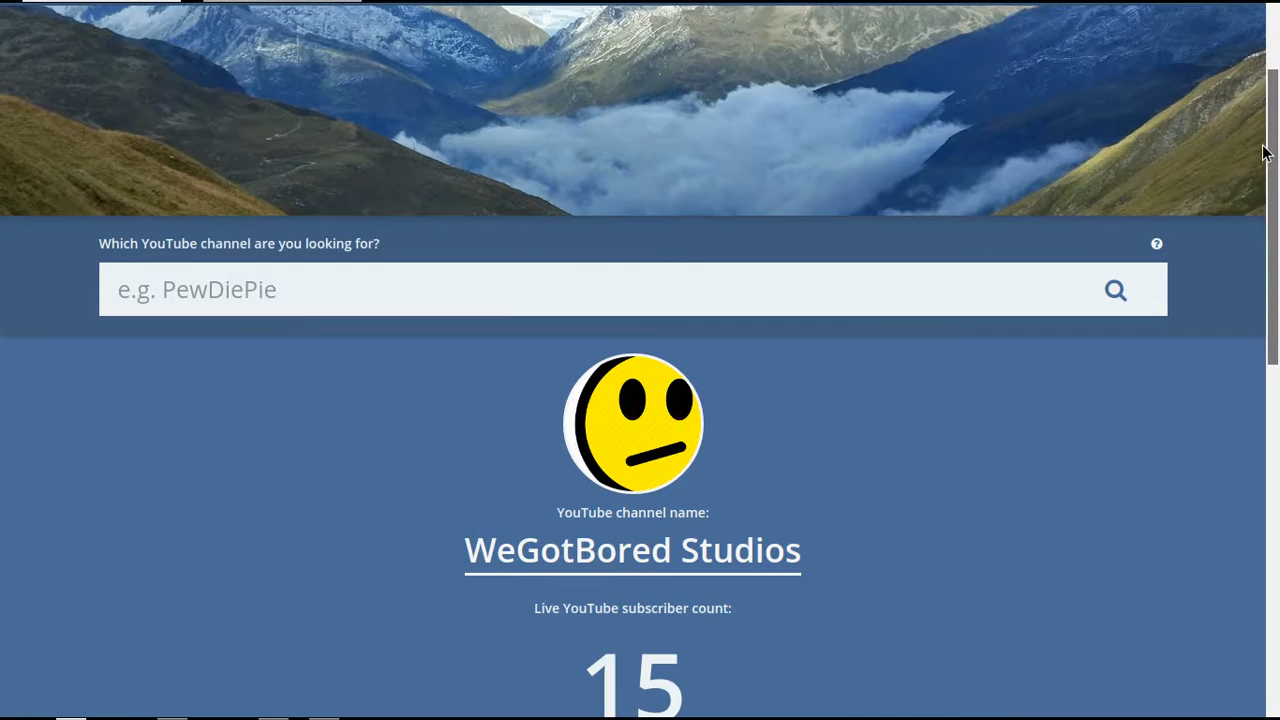 Which YouTube channel are you looking for?
e.g. PewDiePie
YouTube channel name:
WeGotBored Studios
Live YouTube subscriber count:
15